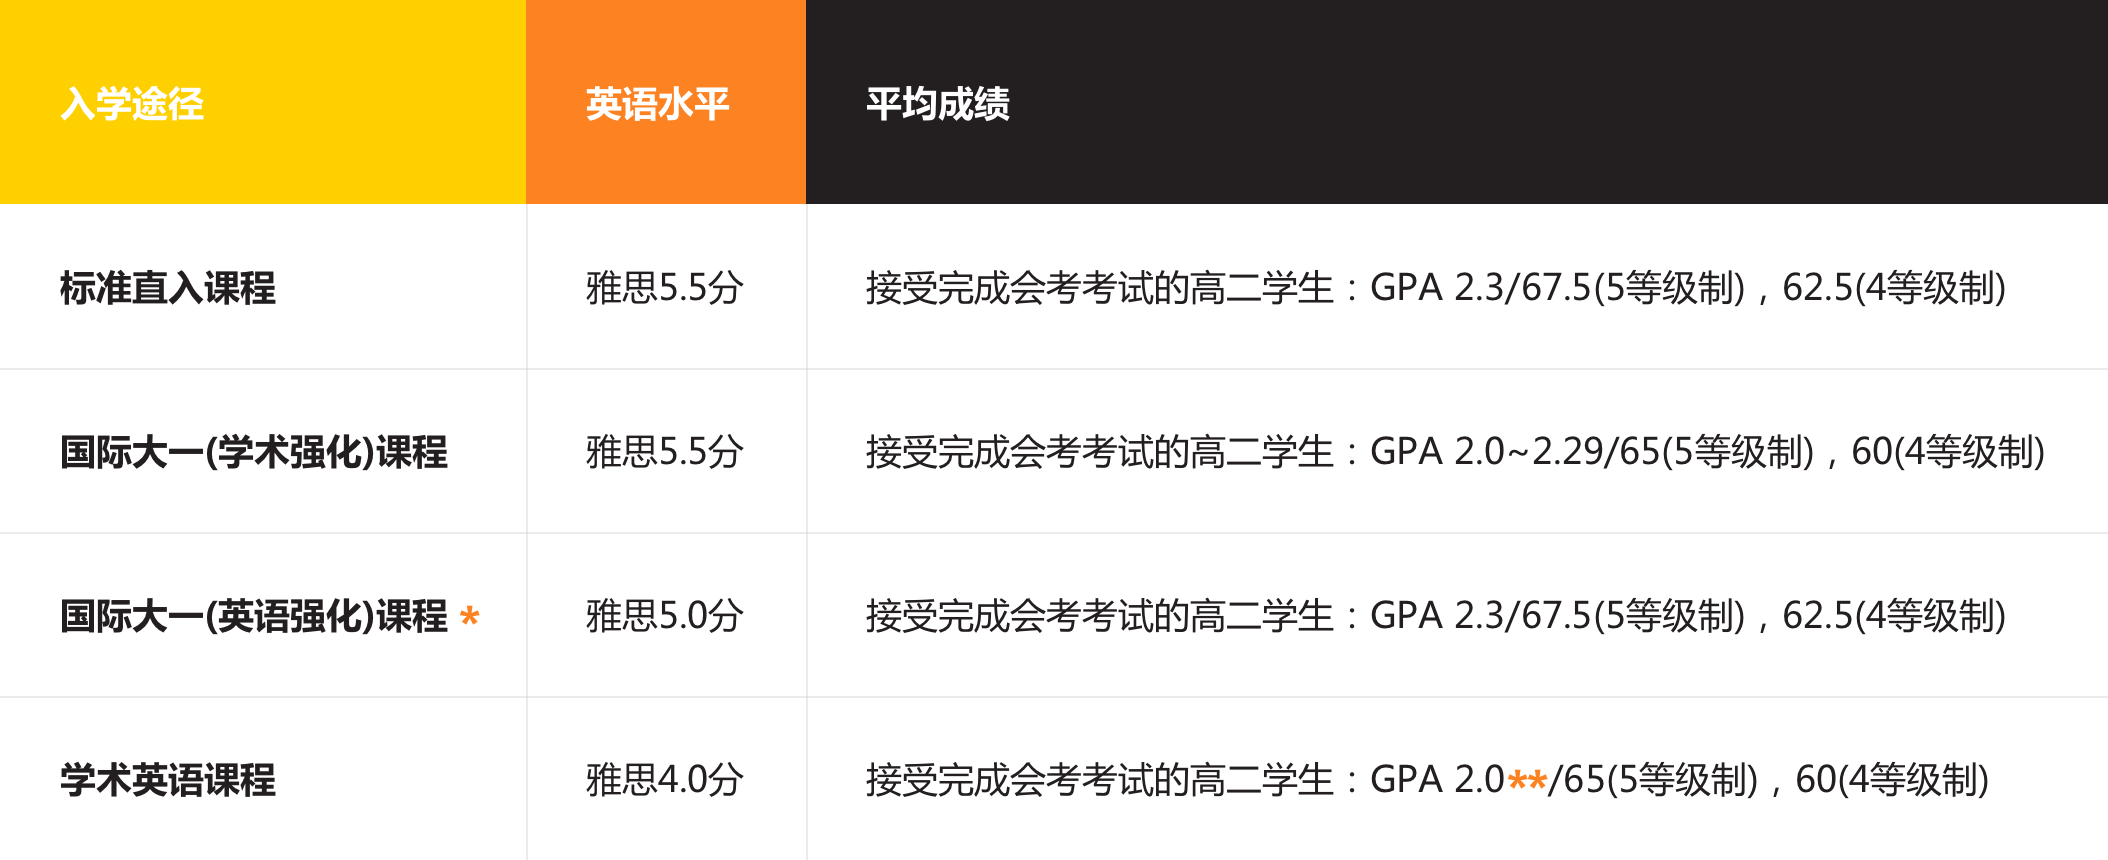 入学途径 英语水平 平均成绩
标准直入课程 雅思5.5分 接受完成会考考试的高二学生：GPA 2.3/67.5(5等级制)，62.5(4等级制)
国际大一(学术强化)课程 雅思5.5分 接受完成会考考试的高二学生：GPA 2.0~2.29/65(5等级制)，60(4等级制)
国际大一(英语强化)课程 * 雅思5.0分 接受完成会考考试的高二学生：GPA 2.3/67.5(5等级制)，62.5(4等级制)
学术英语课程 雅思4.0分 接受完成会考考试的高二学生：GPA 2.0**/65(5等级制)，60(4等级制)